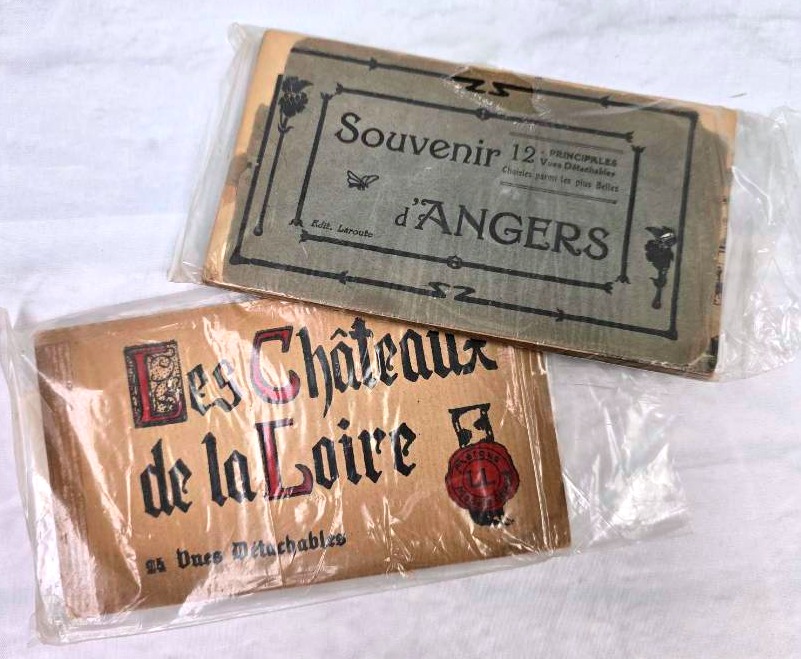 Souvenir
12 - PRINCIPALES
Vues Détachables
Choisies parmi les plus Belles
d'ANGERS
Edit. Laroute
Les Châteaux
de la Loire
LL
25 Vues Détachables